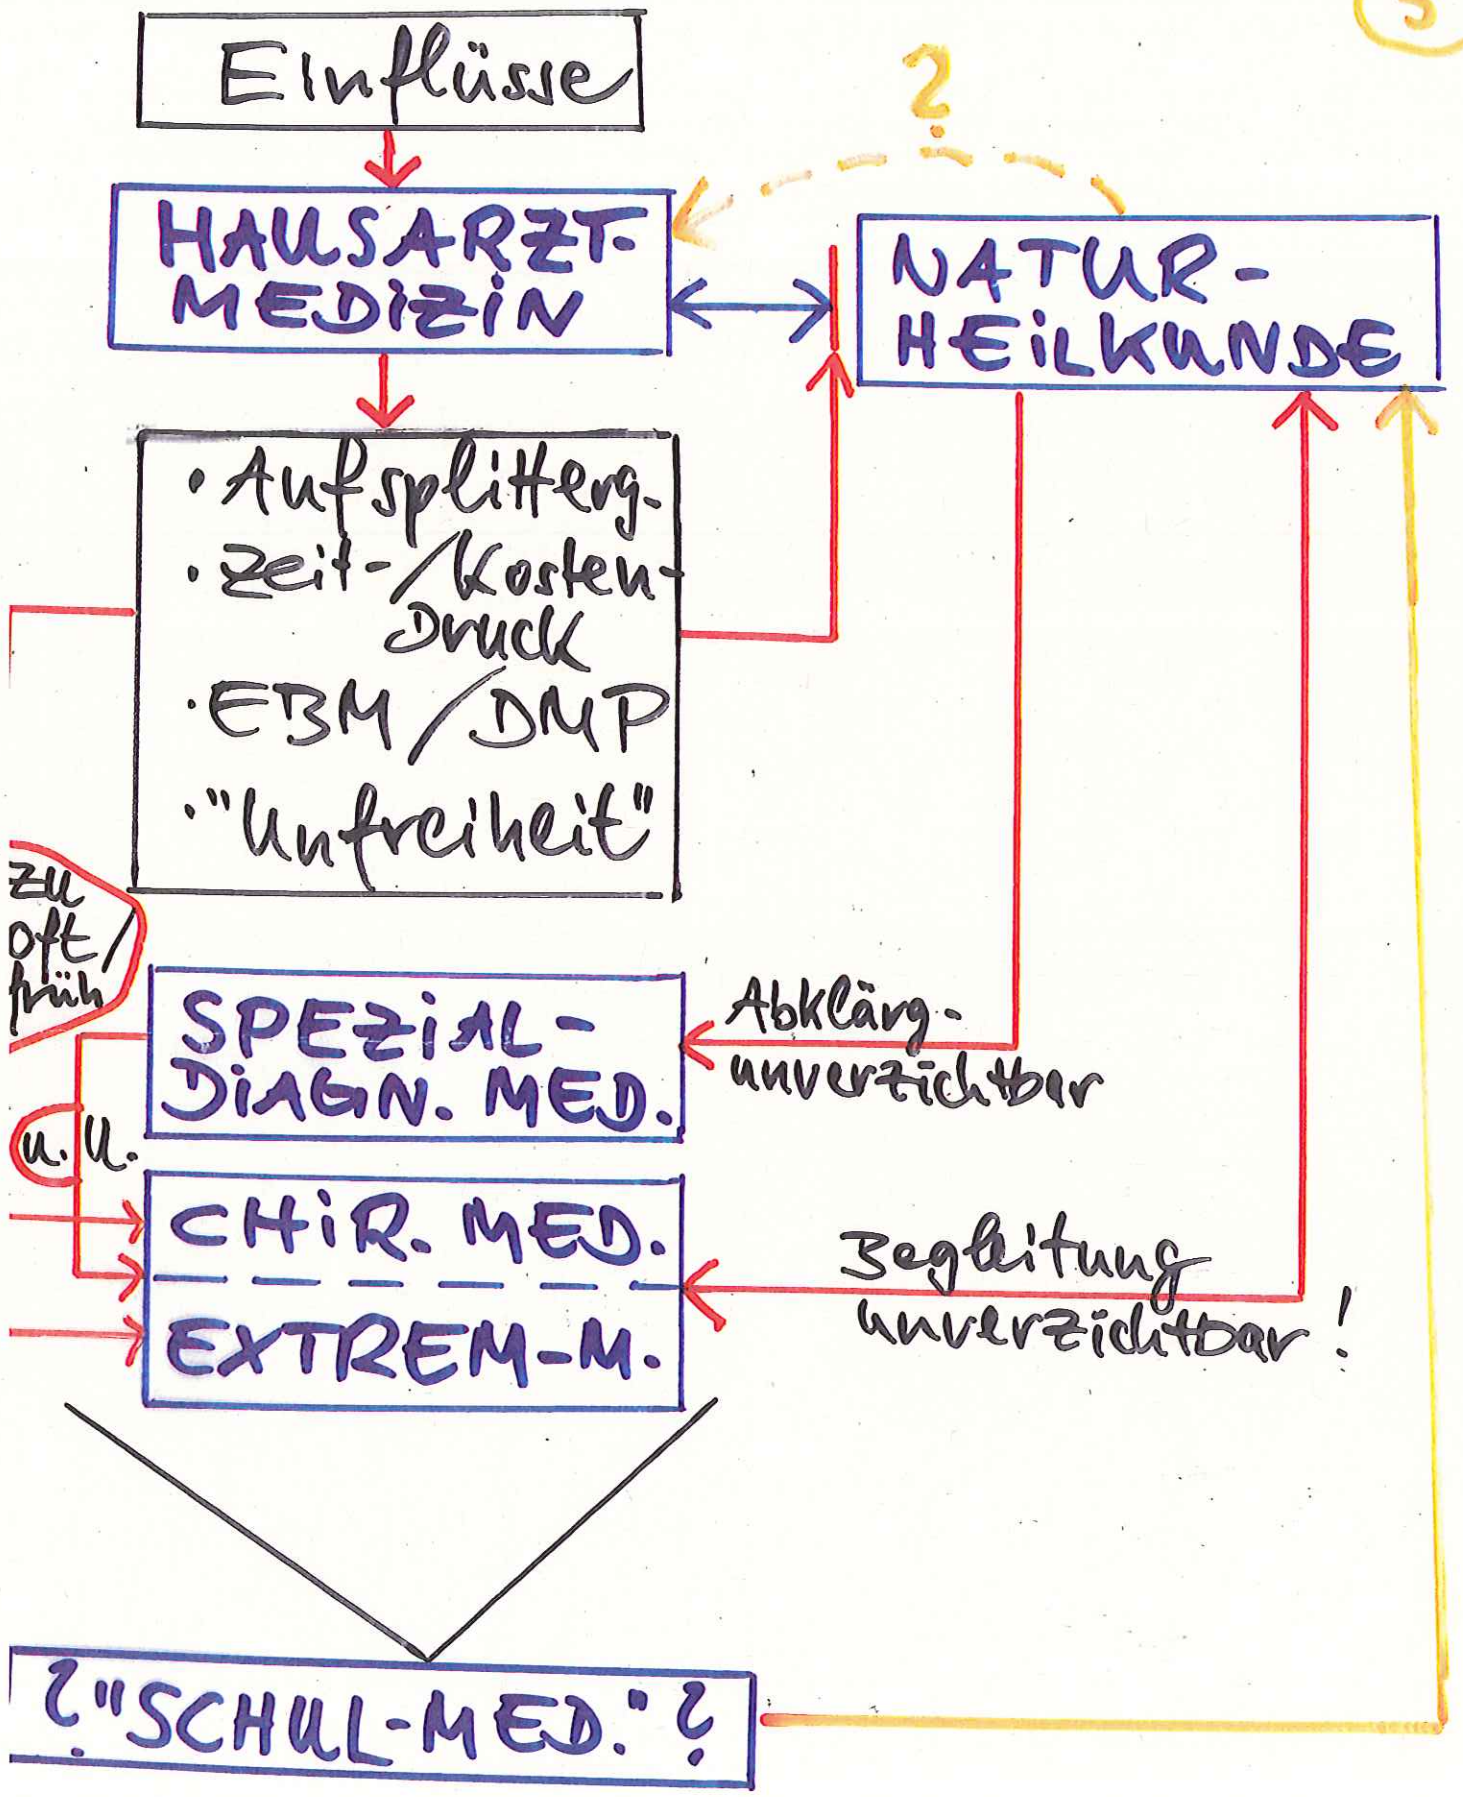 Einflüsse
?
HAUSARZT-
MEDIZIN
NATUR-
HEILKUNDE
• Aufsplitterg.
• Zeit-/Kosten-
Druck
• EBM/DMP
• "Unfreiheit"
zu
oft/
früh
SPEZIAL-
DIAGN. MED.
Abklärg.
unverzichtbar
u. U.
CHIR. MED.
EXTREM-M.
Begleitung
unverzichtbar!
? "SCHUL-MED." ?